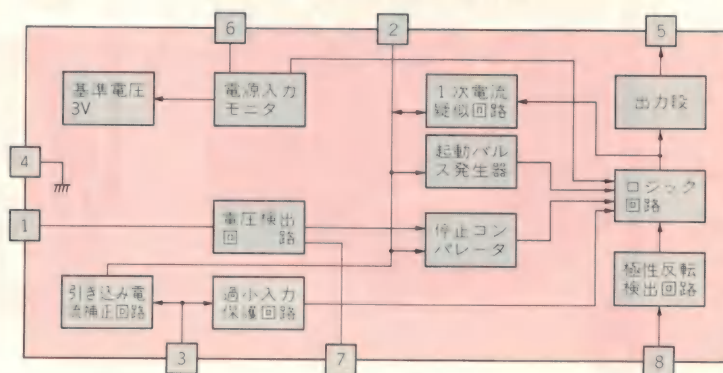 6
2
5
基準電圧
3V
電源入力
モニタ
1次電流
疑似回路
出力段
4
起動パル
ス発生器
ロジック
回路
1
電圧検出
回 路
停止コン
パレータ
引き込み電
流補正回路
過小入力
保護回路
極性反転
検出回路
3
7
8